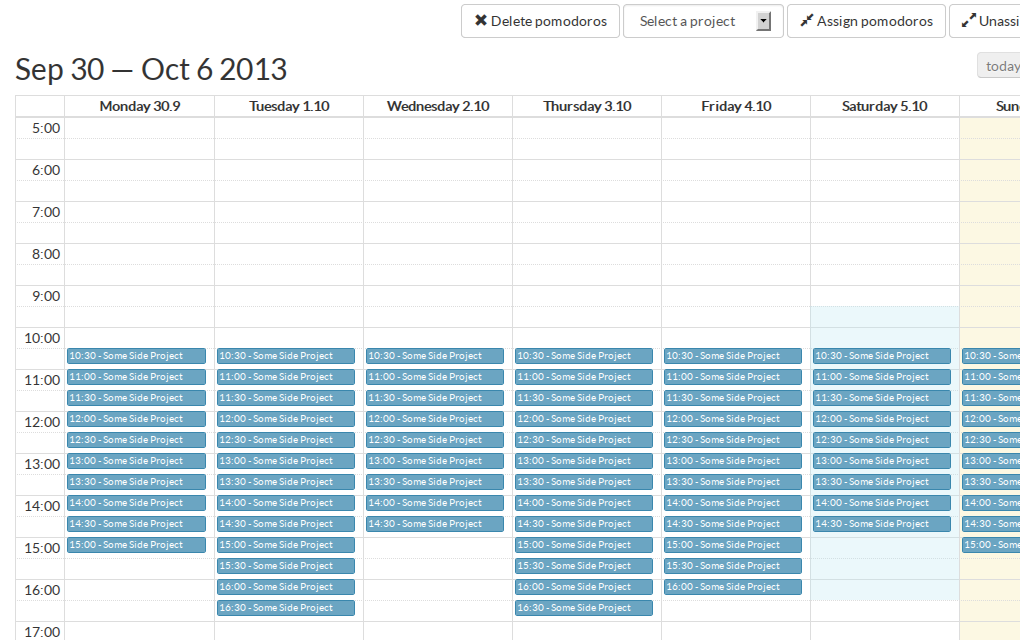 Delete pomodoros Select a project Assign pomodoros Unassi
Sep 30 — Oct 6 2013 today
Monday 30.9 Tuesday 1.10 Wednesday 2.10 Thursday 3.10 Friday 4.10 Saturday 5.10 Sun
5:00
6:00
7:00
8:00
9:00
10:00
10:30 - Some Side Project 10:30 - Some Side Project 10:30 - Some Side Project 10:30 - Some Side Project 10:30 - Some Side Project 10:30 - Some Side Project 10:30 - Some
11:00 11:00 - Some Side Project 11:00 - Some Side Project 11:00 - Some Side Project 11:00 - Some Side Project 11:00 - Some Side Project 11:00 - Some Side Project 11:00 - Some
11:30 - Some Side Project 11:30 - Some Side Project 11:30 - Some Side Project 11:30 - Some Side Project 11:30 - Some Side Project 11:30 - Some Side Project 11:30 - Some
12:00 12:00 - Some Side Project 12:00 - Some Side Project 12:00 - Some Side Project 12:00 - Some Side Project 12:00 - Some Side Project 12:00 - Some Side Project 12:00 - Some
12:30 - Some Side Project 12:30 - Some Side Project 12:30 - Some Side Project 12:30 - Some Side Project 12:30 - Some Side Project 12:30 - Some Side Project 12:30 - Some
13:00 13:00 - Some Side Project 13:00 - Some Side Project 13:00 - Some Side Project 13:00 - Some Side Project 13:00 - Some Side Project 13:00 - Some Side Project 13:00 - Some
13:30 - Some Side Project 13:30 - Some Side Project 13:30 - Some Side Project 13:30 - Some Side Project 13:30 - Some Side Project 13:30 - Some Side Project 13:30 - Some
14:00 14:00 - Some Side Project 14:00 - Some Side Project 14:00 - Some Side Project 14:00 - Some Side Project 14:00 - Some Side Project 14:00 - Some Side Project 14:00 - Some
14:30 - Some Side Project 14:30 - Some Side Project 14:30 - Some Side Project 14:30 - Some Side Project 14:30 - Some Side Project 14:30 - Some Side Project 14:30 - Some
15:00 15:00 - Some Side Project 15:00 - Some Side Project 15:00 - Some Side Project 15:00 - Some Side Project 15:00 - Some
15:30 - Some Side Project 15:30 - Some Side Project 15:30 - Some Side Project
16:00 16:00 - Some Side Project 16:00 - Some Side Project 16:00 - Some Side Project
16:30 - Some Side Project 16:30 - Some Side Project
17:00